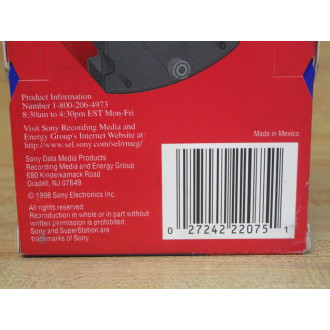 Product Information
Number 1-800-206-4973
8:30am to 4:30pm EST Mon-Fri
Visit Sony Recording Media and
Energy Group's Internet Website at:
http://www.sel.sony.com/sel/rmeg/
Made in Mexico
Sony Data Media Products
Recording Media and Energy Group
680 Kinderkamack Road
Oradell, NJ 07649
© 1998 Sony Electronics Inc.
All rights reserved.
Reproduction in whole or in part without
written permission is prohibited.
Sony and SuperStation are
trademarks of Sony.
0 27242 22075 1